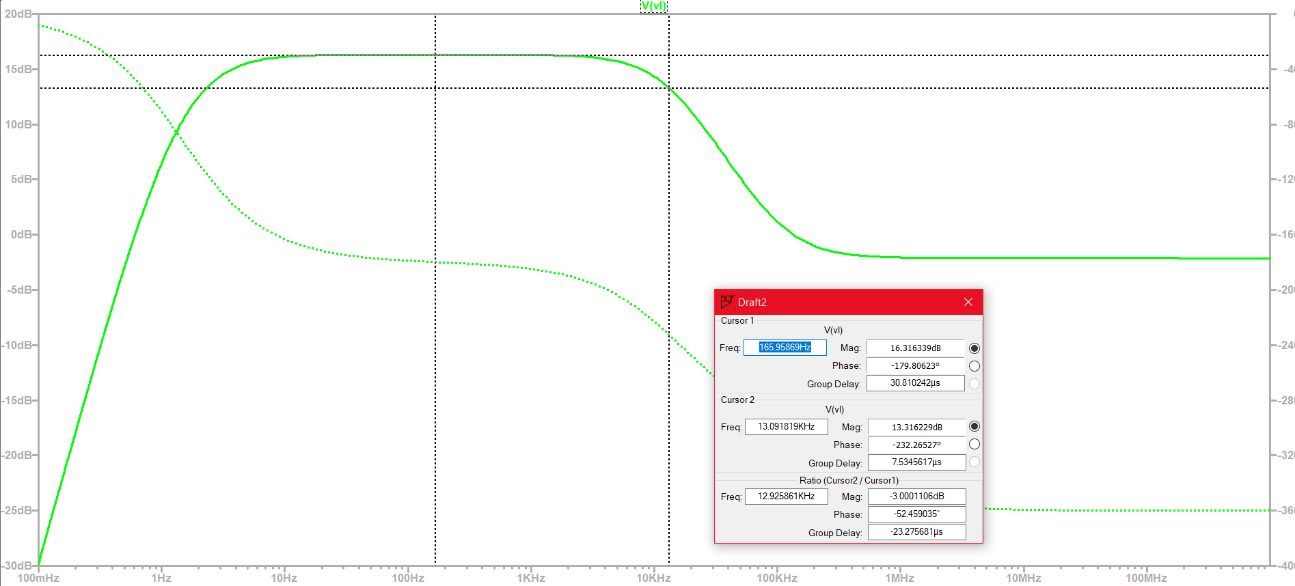 V(vl)
20dB
15dB
10dB
5dB
0dB
-5dB
-10dB
-15dB
-20dB
-25dB
-30dB
-40
-80
-120
-160
-200
-240
-280
-320
-360
-400
100mHz 1Hz 10Hz 100Hz 1KHz 10KHz 100KHz 1MHz 10MHz 100MHz
Draft2
Cursor 1
V(vl)
Freq: 165.95869Hz Mag: 16.316339dB
Phase: -179.80623°
Group Delay: 30.810242µs
Cursor 2
V(vl)
Freq: 13.091819KHz Mag: 13.316229dB
Phase: -232.26527°
Group Delay: 7.5345617µs
Ratio (Cursor2 / Cursor1)
Freq: 12.925861KHz Mag: -3.0001106dB
Phase: -52.459035°
Group Delay: -23.275681µs